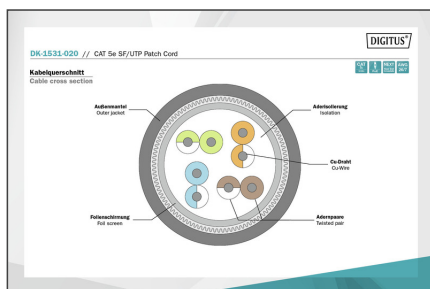 DIGITUS®
DK-1531-020 // CAT 5e SF/UTP Patch Cord
Kabelquerschnitt
Cable cross section
Außenmantel
Outer jacket
Aderisolierung
Isolation
Cu-Draht
Cu-Wire
Folienschirmung
Foil screen
Adernpaare
Twisted pair